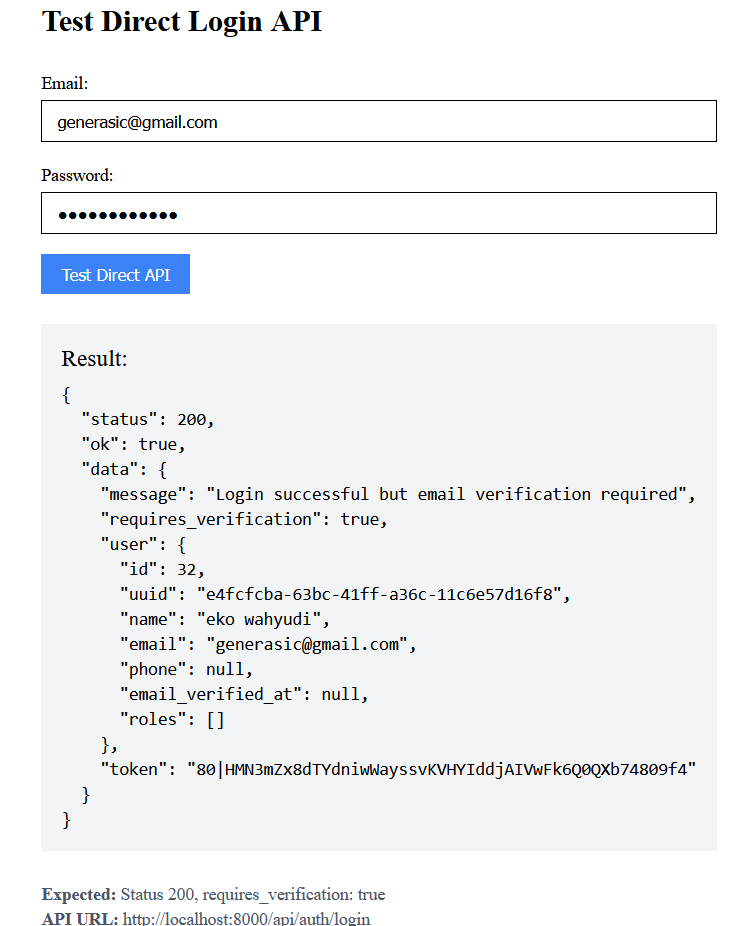 Test Direct Login API
Email:
generasic@gmail.com
Password:
••••••••••••
Test Direct API
Result:
{
  "status": 200,
  "ok": true,
  "data": {
    "message": "Login successful but email verification required",
    "requires_verification": true,
    "user": {
      "id": 32,
      "uuid": "e4fcfcba-63bc-41ff-a36c-11c6e57d16f8",
      "name": "eko wahyudi",
      "email": "generasic@gmail.com",
      "phone": null,
      "email_verified_at": null,
      "roles": []
    },
    "token": "80|HMN3mZx8dTYdniwWayssvKVHYIddjAIVwFk6Q0QXb74809f4"
  }
}
Expected: Status 200, requires_verification: true
API URL: http://localhost:8000/api/auth/login